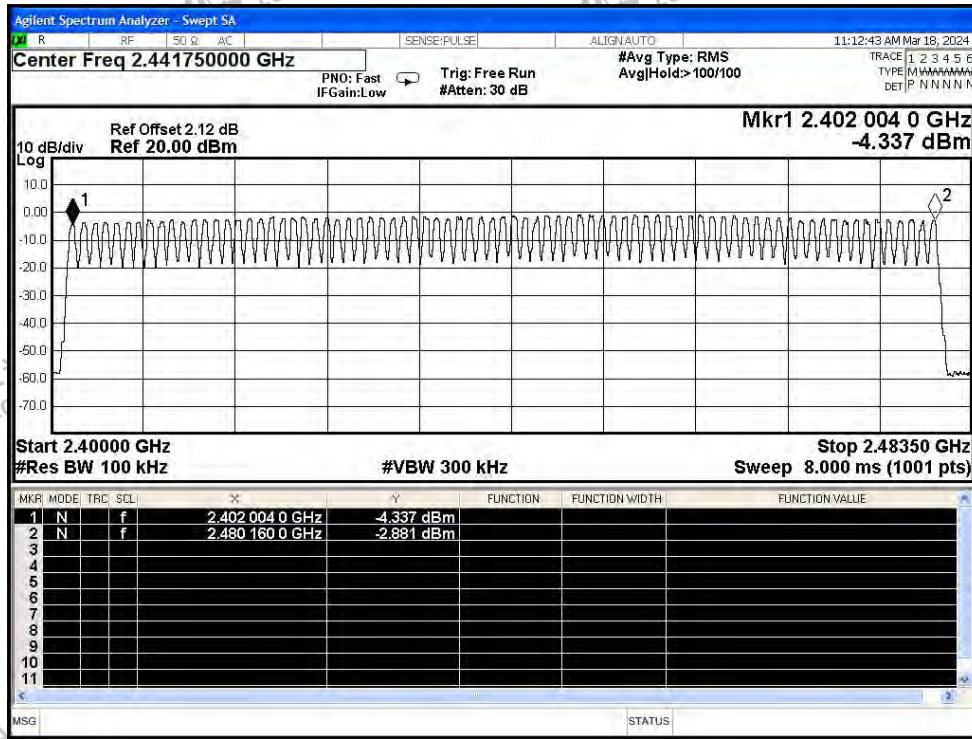 Agilent Spectrum Analyzer - Swept SA
LXI R RF 50 Ω AC SENSE:PULSE ALIGN AUTO 11:12:43 AM Mar 18, 2024
Center Freq 2.441750000 GHz
PNO: Fast
IFGain:Low
Trig: Free Run
#Atten: 30 dB
#Avg Type: RMS
Avg|Hold:>100/100
TRACE 1 2 3 4 5 6
TYPE M
DET P N N N N N
Ref Offset 2.12 dB
10 dB/div Ref 20.00 dBm
Log
Mkr1 2.402 004 0 GHz
-4.337 dBm
10.0
0.00
-10.0
-20.0
-30.0
-40.0
-50.0
-60.0
-70.0
1
2
Start 2.40000 GHz Stop 2.48350 GHz
#Res BW 100 kHz #VBW 300 kHz Sweep 8.000 ms (1001 pts)
MKR MODE TRC SCL X Y FUNCTION FUNCTION WIDTH FUNCTION VALUE
1 N f 2.402 004 0 GHz -4.337 dBm
2 N f 2.480 160 0 GHz -2.881 dBm
3
4
5
6
7
8
9
10
11
MSG STATUS